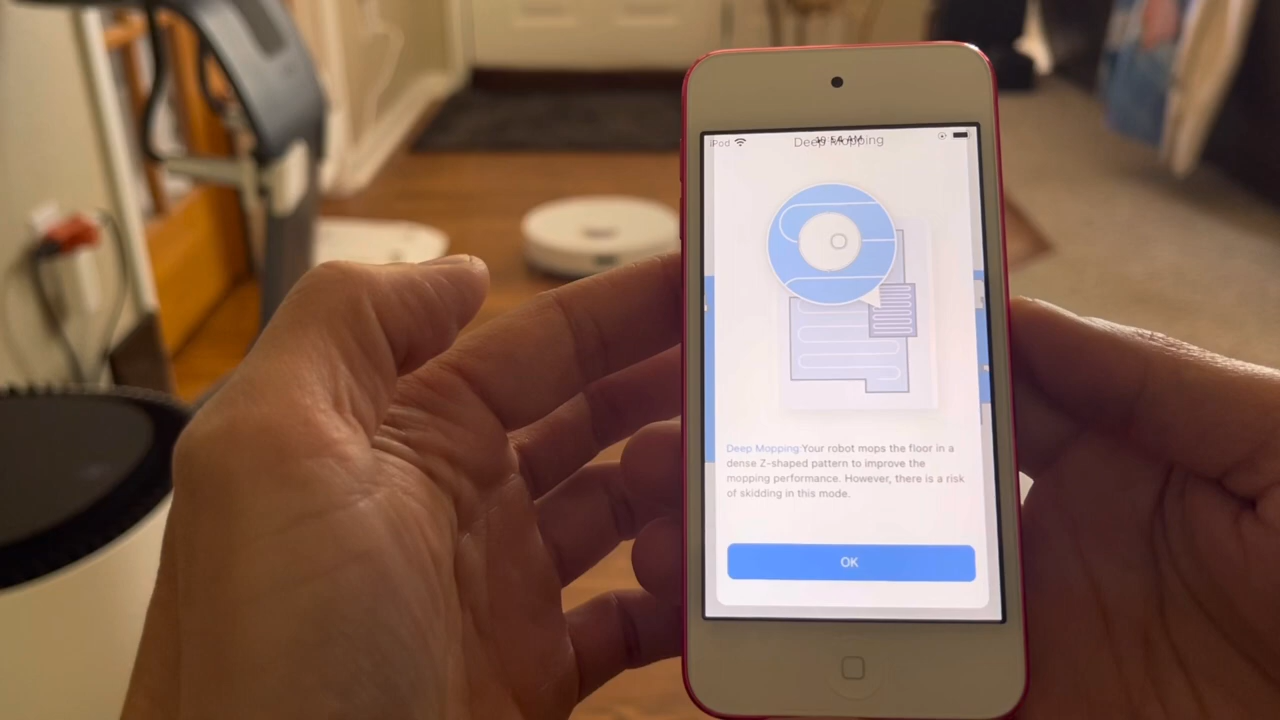 iPod
Deep Mopping
Deep Mopping:Your robot mops the floor in a
dense Z-shaped pattern to improve the
mopping performance. However, there is a risk
of skidding in this mode.
OK